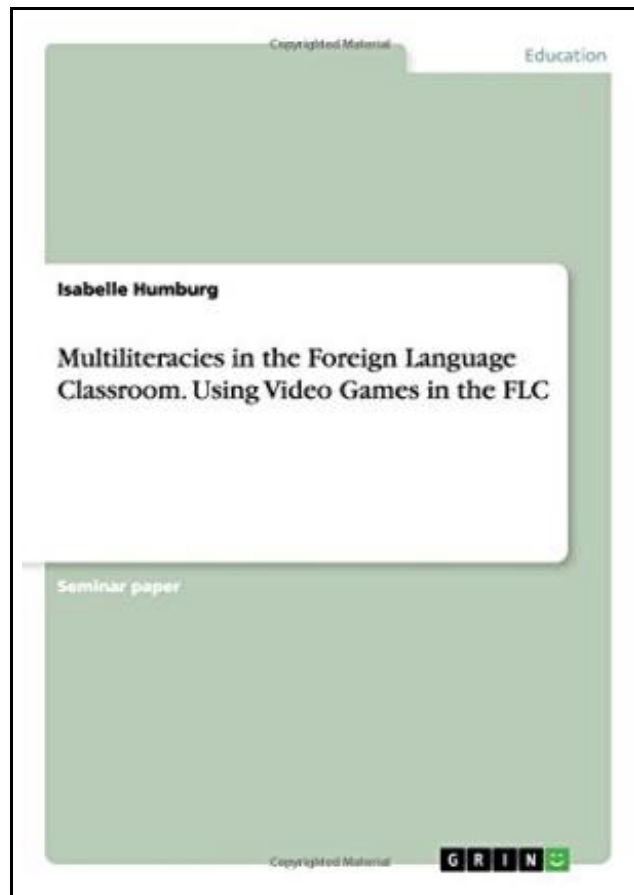 Copyrighted Material
Education
Isabelle Humburg
Multiliteracies in the Foreign Language
Classroom. Using Video Games in the FLC
Seminar paper
Copyrighted Material
GRIN